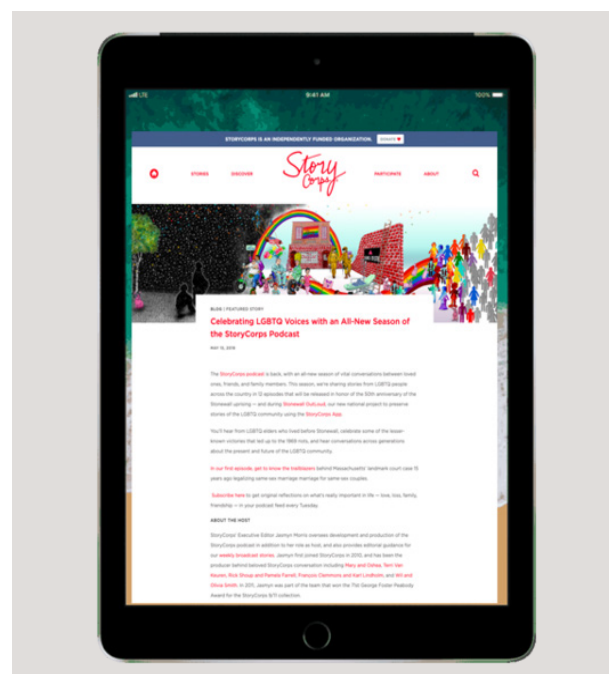 LTE 9:41 AM 100%
STORYCORPS IS AN INDEPENDENTLY FUNDED ORGANIZATION. DONATE
STORIES DISCOVER Story Corps PARTICIPATE ABOUT
BLOG | FEATURED STORY
Celebrating LGBTQ Voices with an All-New Season of
the StoryCorps Podcast
MAY 13, 2019
The StoryCorps podcast is back, with an all-new season of vital conversations between loved
ones, friends, and family members. This season, we're sharing stories from LGBTQ people
across the country in 12 episodes that will be released in honor of the 50th anniversary of the
Stonewall uprising — and during Stonewall OutLoud, our new national project to preserve
stories of the LGBTQ community using the StoryCorps App.
You'll hear from LGBTQ elders who lived before Stonewall, celebrate some of the lesser-
known victories that led up to the 1969 riots, and hear conversations across generations
about the present and future of the LGBTQ community.
In our first episode, get to know the trailblazers behind Massachusetts' landmark court case 15
years ago legalizing same-sex marriage marriage for same-sex couples.
Subscribe here to get original reflections on what's really important in life — love, loss, family,
friendship — in your podcast feed every Tuesday.
ABOUT THE HOST
StoryCorps' Executive Editor Jasmyn Morris oversees development and production of the
StoryCorps podcast in addition to her role as host, and also provides editorial guidance for
our weekly broadcast stories. Jasmyn first joined StoryCorps in 2010, and has been the
producer behind beloved StoryCorps conversation including Mary and Oshea, Terri Van
Keuren, Rick Shoup and Pamela Farrell, François Clemmons and Karl Lindholm, and Wil and
Olivia Smith. In 2011, Jasmyn was part of the team that won the 71st George Foster Peabody
Award for the StoryCorps 9/11 collection.